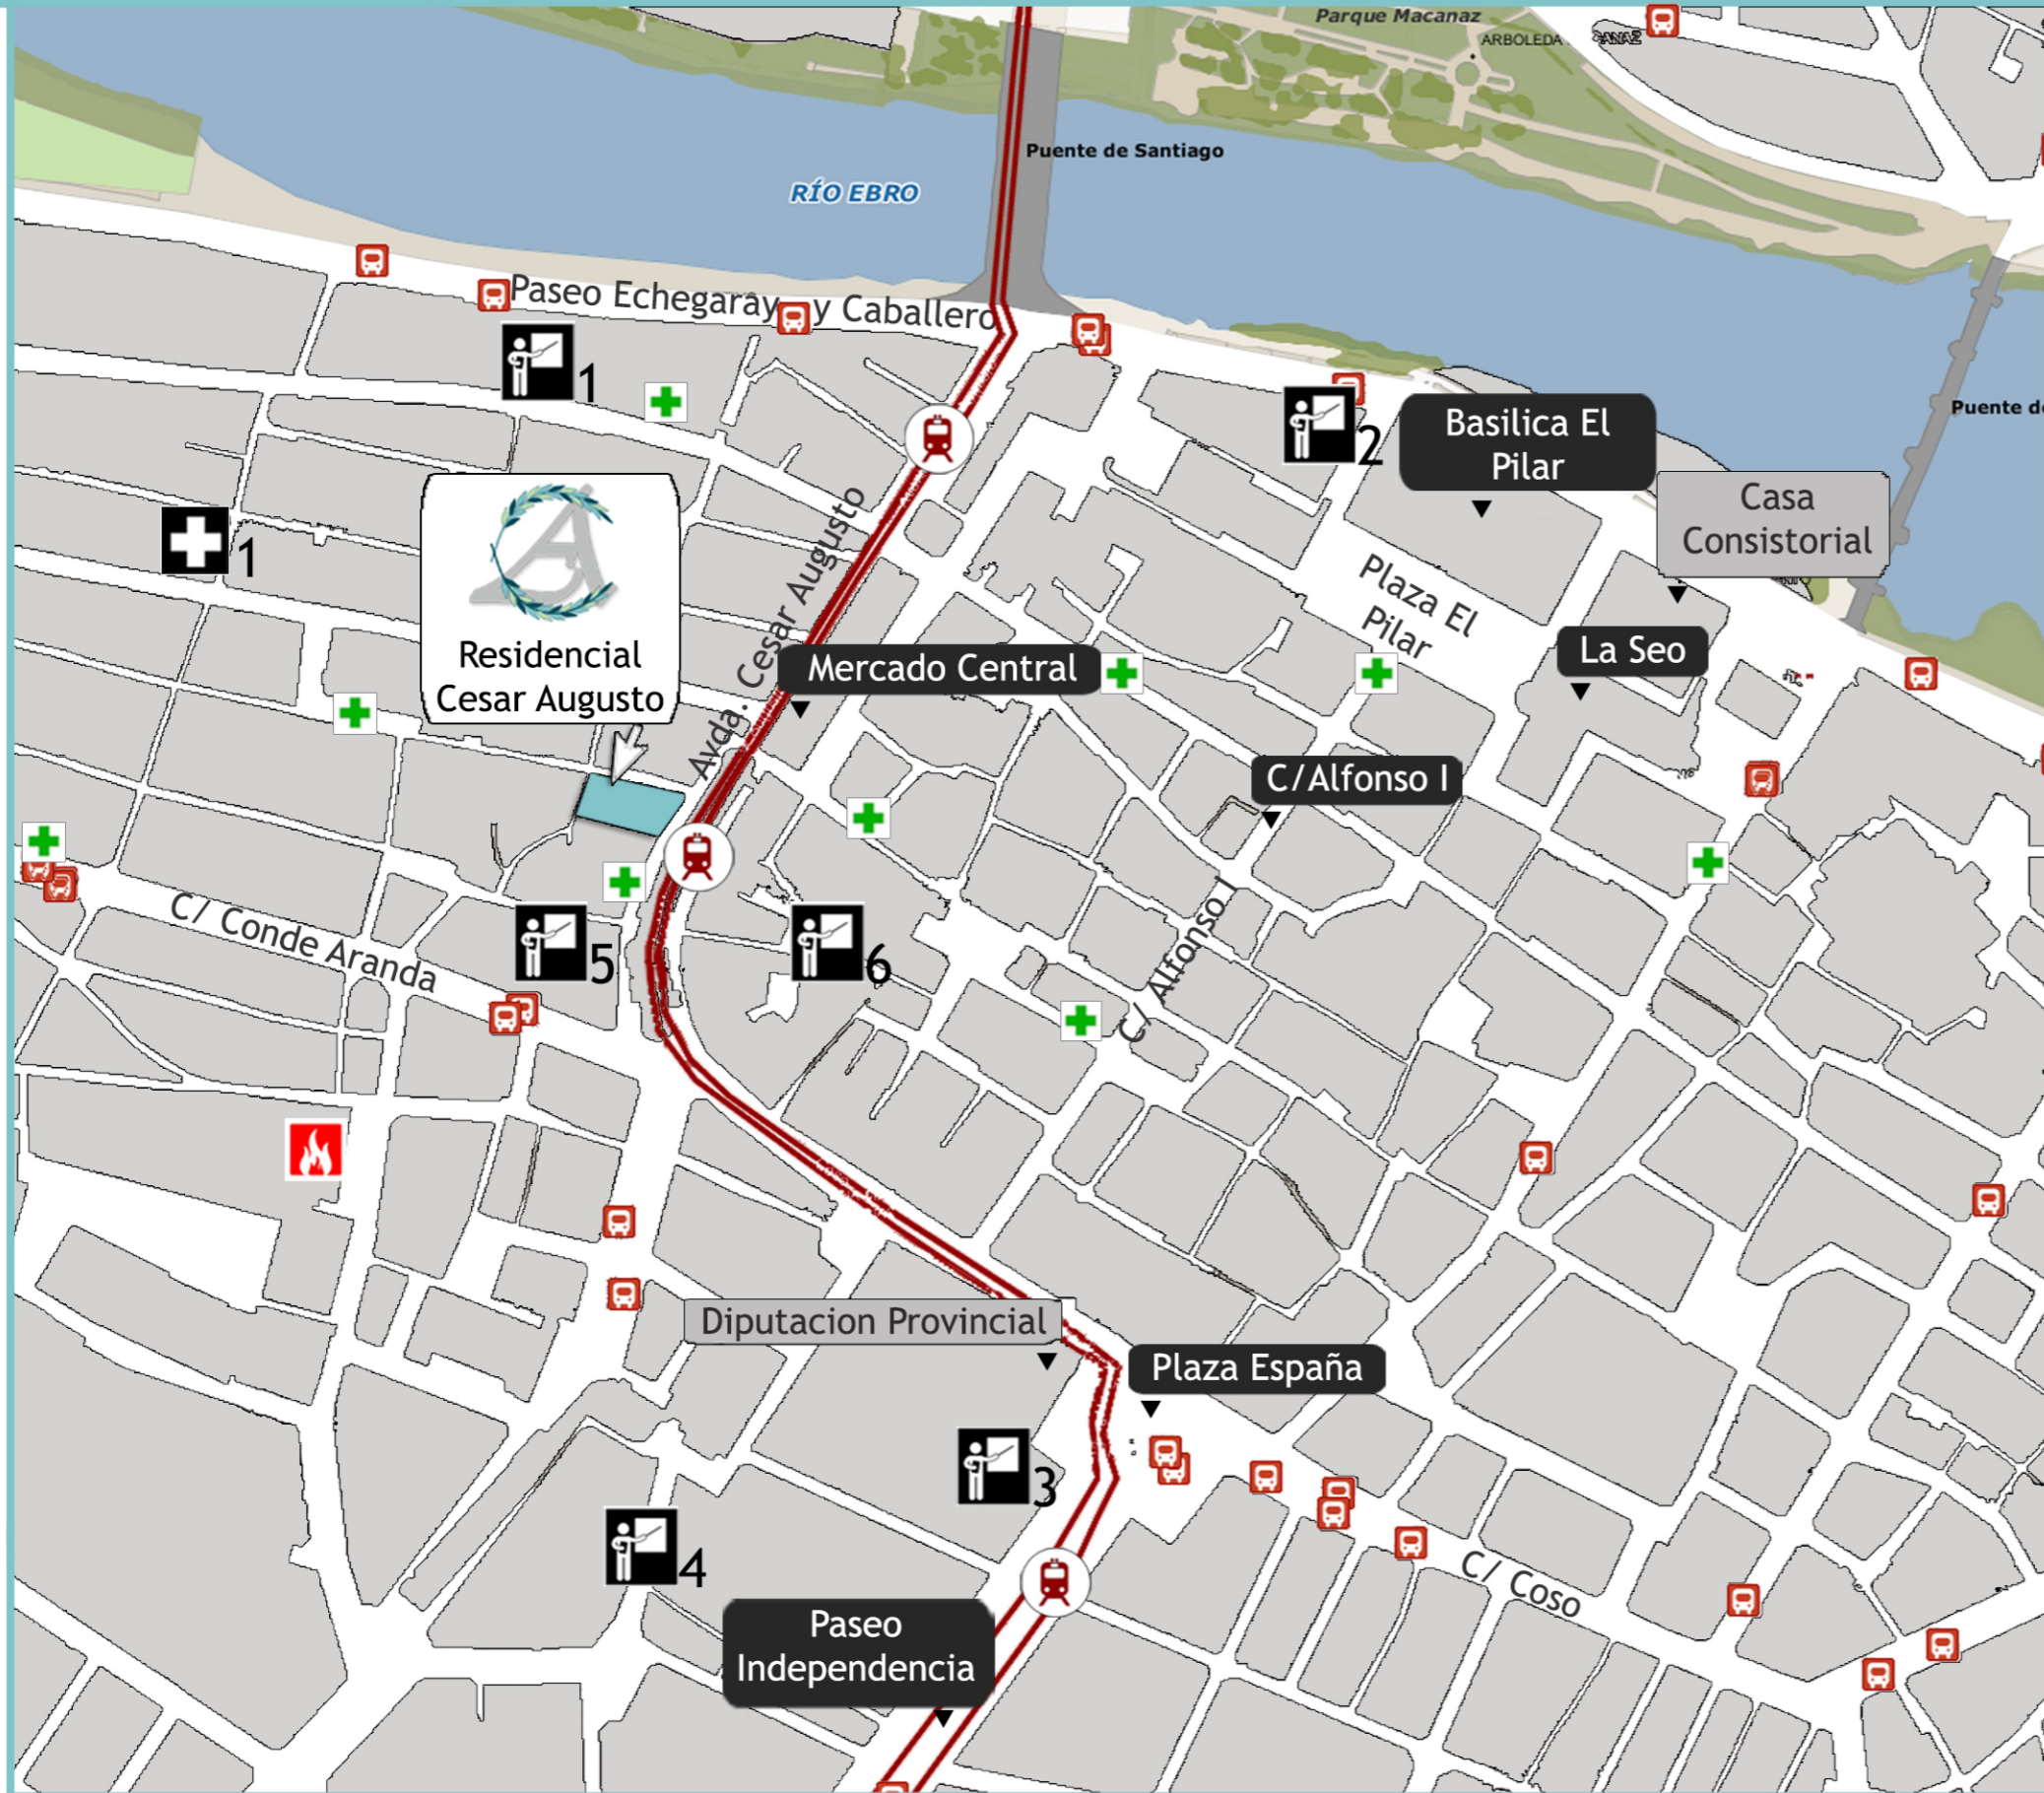 Parque Macanaz
ARBOLEDA
Puente de Santiago
RÍO EBRO
Paseo Echegaray y Caballero
1
2
Basilica El
Pilar
Puente de
Casa
Consistorial
1
Residencial
Cesar Augusto
Avda. Cesar Augusto
Plaza El
Pilar
Mercado Central
La Seo
C/Alfonso I
C/ Conde Aranda
5
6
C/ Alfonso I
Diputacion Provincial
Plaza España
3
4
C/ Coso
Paseo
Independencia